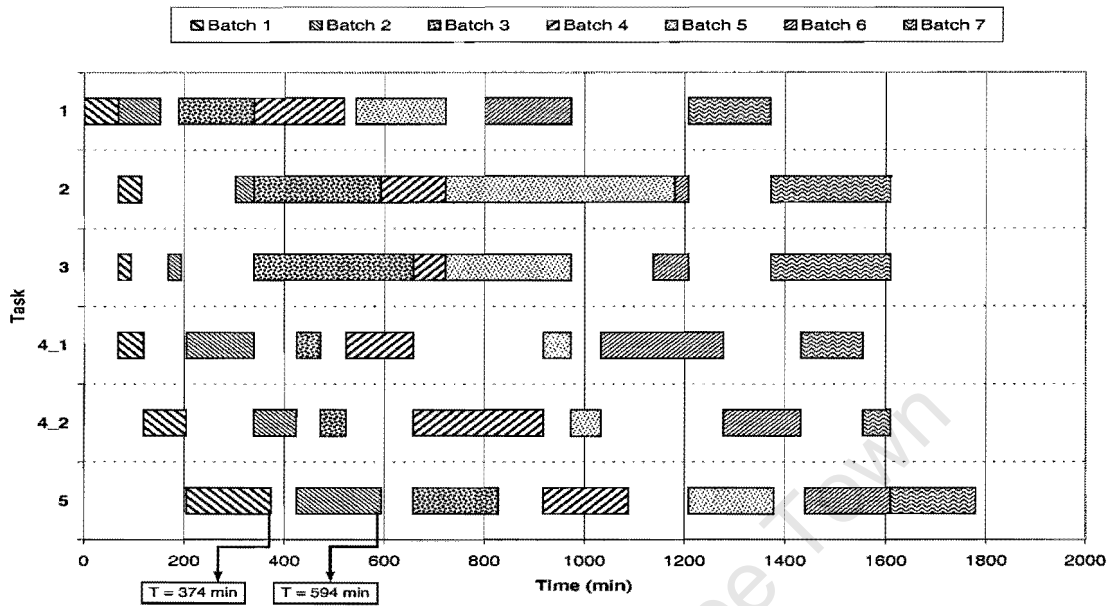 Batch 1 Batch 2 Batch 3 Batch 4 Batch 5 Batch 6 Batch 7
Task
1
2
3
4_1
4_2
5
0 200 400 600 800 1000 1200 1400 1600 1800 2000
Time (min)
T = 374 min T = 594 min
Town